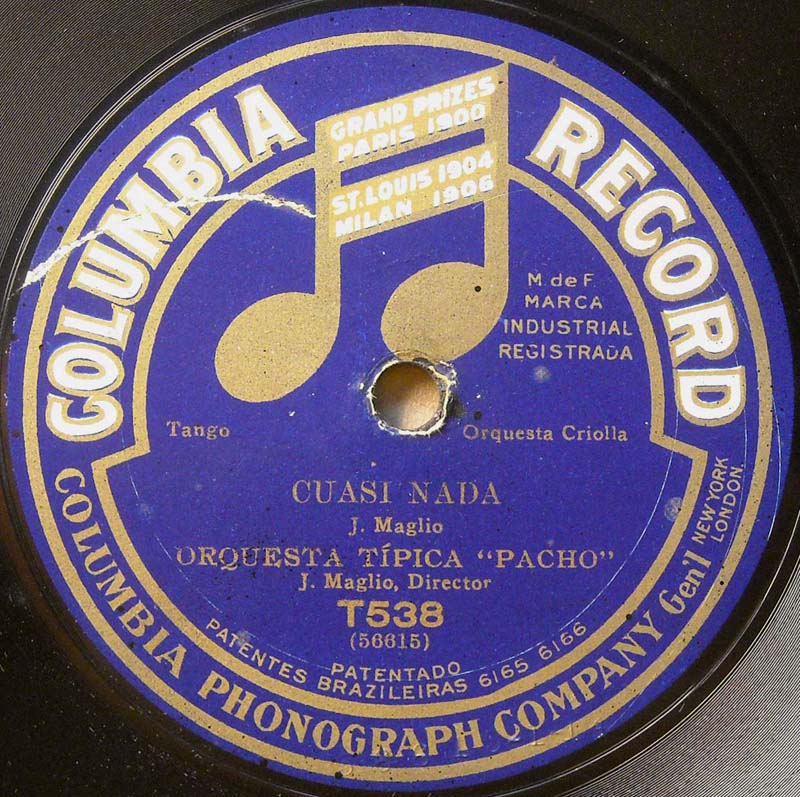 COLUMBIA RECORD
GRAND PRIZES
PARIS 1900
ST. LOUIS 1904
MILAN 1906
M de F
MARCA
INDUSTRIAL
REGISTRADA
Tango
Orquesta Criolla
CUASI NADA
J. Maglio
ORQUESTA TÍPICA “PACHO”
J. Maglio, Director
T538
(56615)
PATENTADO
PATENTES BRAZILEIRAS 6165 6166
COLUMBIA PHONOGRAPH COMPANY Gen'l
NEW YORK
LONDON.